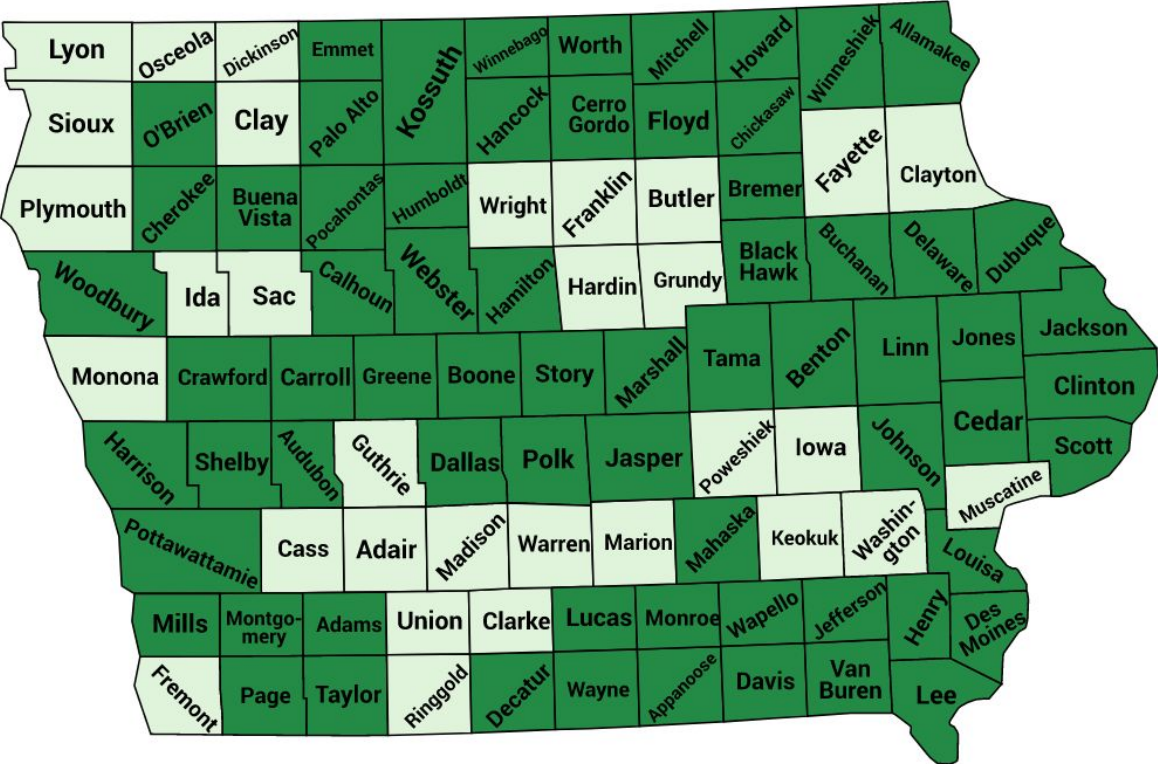 Lyon
Osceola
Dickinson
Emmet
Kossuth
Winnebago
Worth
Mitchell
Howard
Winneshiek
Allamakee
Sioux
O'Brien
Clay
Palo Alto
Hancock
Cerro
Gordo
Floyd
Chickasaw
Fayette
Clayton
Plymouth
Cherokee
Buena
Vista
Pocahontas
Humboldt
Wright
Franklin
Butler
Bremer
Woodbury
Ida
Sac
Calhoun
Webster
Hamilton
Hardin
Grundy
Black
Hawk
Buchanan
Delaware
Dubuque
Monona
Crawford
Carroll
Greene
Boone
Story
Marshall
Tama
Benton
Linn
Jones
Jackson
Clinton
Cedar
Harrison
Shelby
Audubon
Guthrie
Dallas
Polk
Jasper
Poweshiek
Iowa
Johnson
Scott
Muscatine
Pottawattamie
Cass
Adair
Madison
Warren
Marion
Mahaska
Keokuk
Washin-
gton
Louisa
Mills
Montgo-
mery
Adams
Union
Clarke
Lucas
Monroe
Wapello
Jefferson
Henry
Des
Moines
Fremont
Page
Taylor
Ringgold
Decatur
Wayne
Appanoose
Davis
Van
Buren
Lee